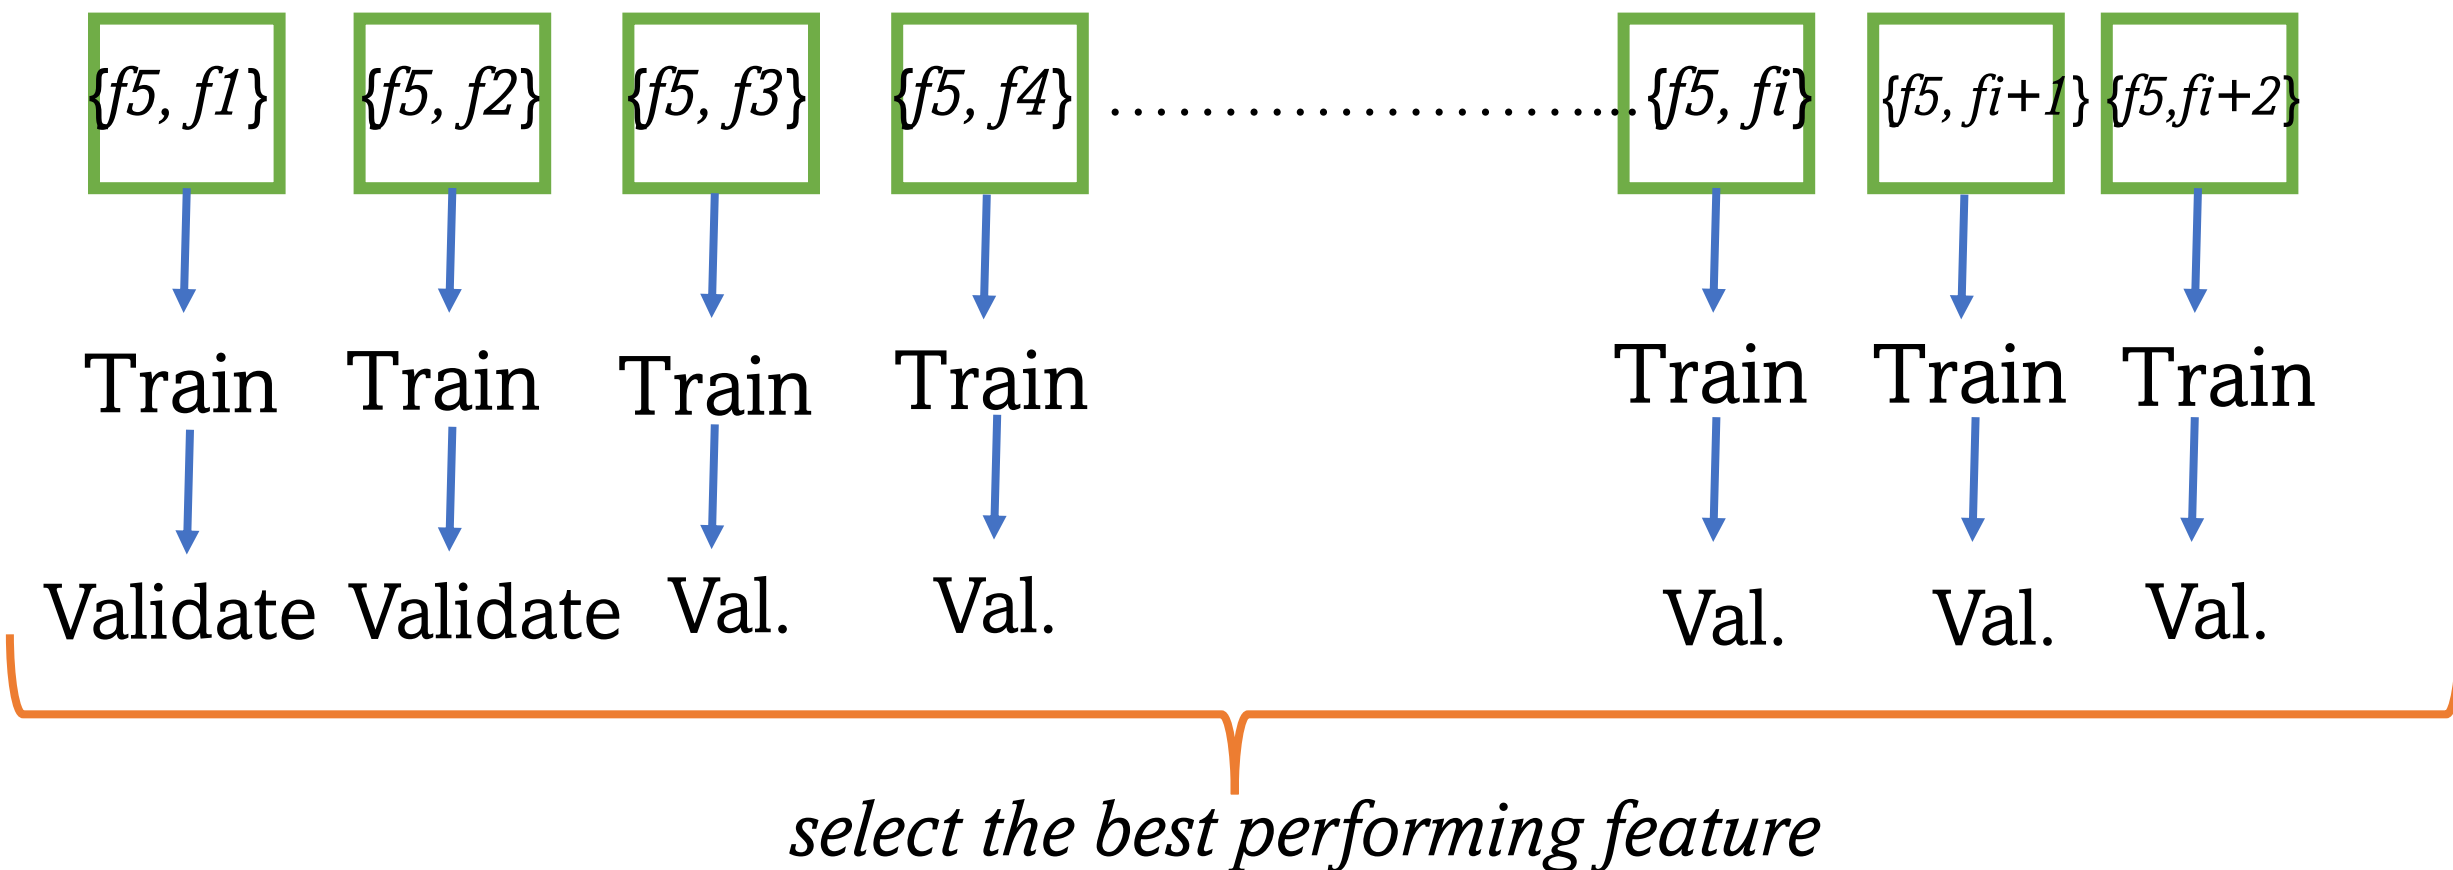 {f5, f1} {f5, f2} {f5, f3} {f5, f4} ........................ {f5, fi} {f5, fi+1} {f5,fi+2}
Train Train Train Train Train Train Train
Validate Validate Val. Val. Val. Val. Val.
select the best performing feature